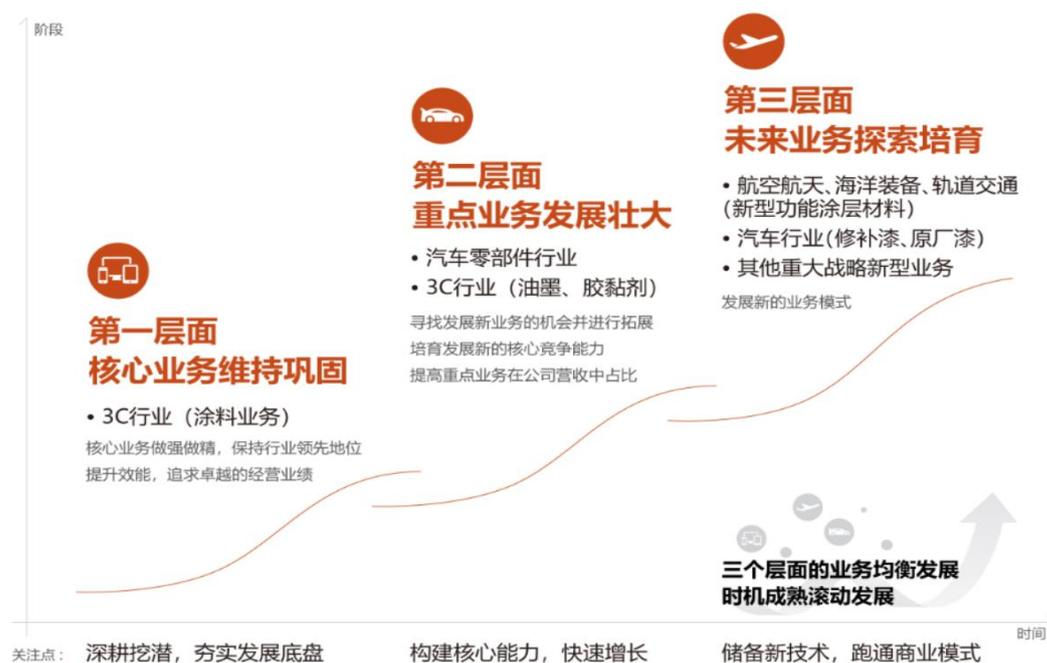 阶段
第一层面
核心业务维持巩固
• 3C行业（涂料业务）
核心业务做强做精，保持行业领先地位
提升效能，追求卓越的经营业绩
第二层面
重点业务发展壮大
• 汽车零部件行业
• 3C行业（油墨、胶黏剂）
寻找发展新业务的机会并进行拓展
培育发展新的核心竞争能力
提高重点业务在公司营收中占比
第三层面
未来业务探索培育
• 航空航天、海洋装备、轨道交通
（新型功能涂层材料）
• 汽车行业（修补漆、原厂漆）
• 其他重大战略新型业务
发展新的业务模式
三个层面的业务均衡发展
时机成熟滚动发展
时间
关注点： 深耕挖潜，夯实发展底盘 构建核心能力，快速增长 储备新技术，跑通商业模式